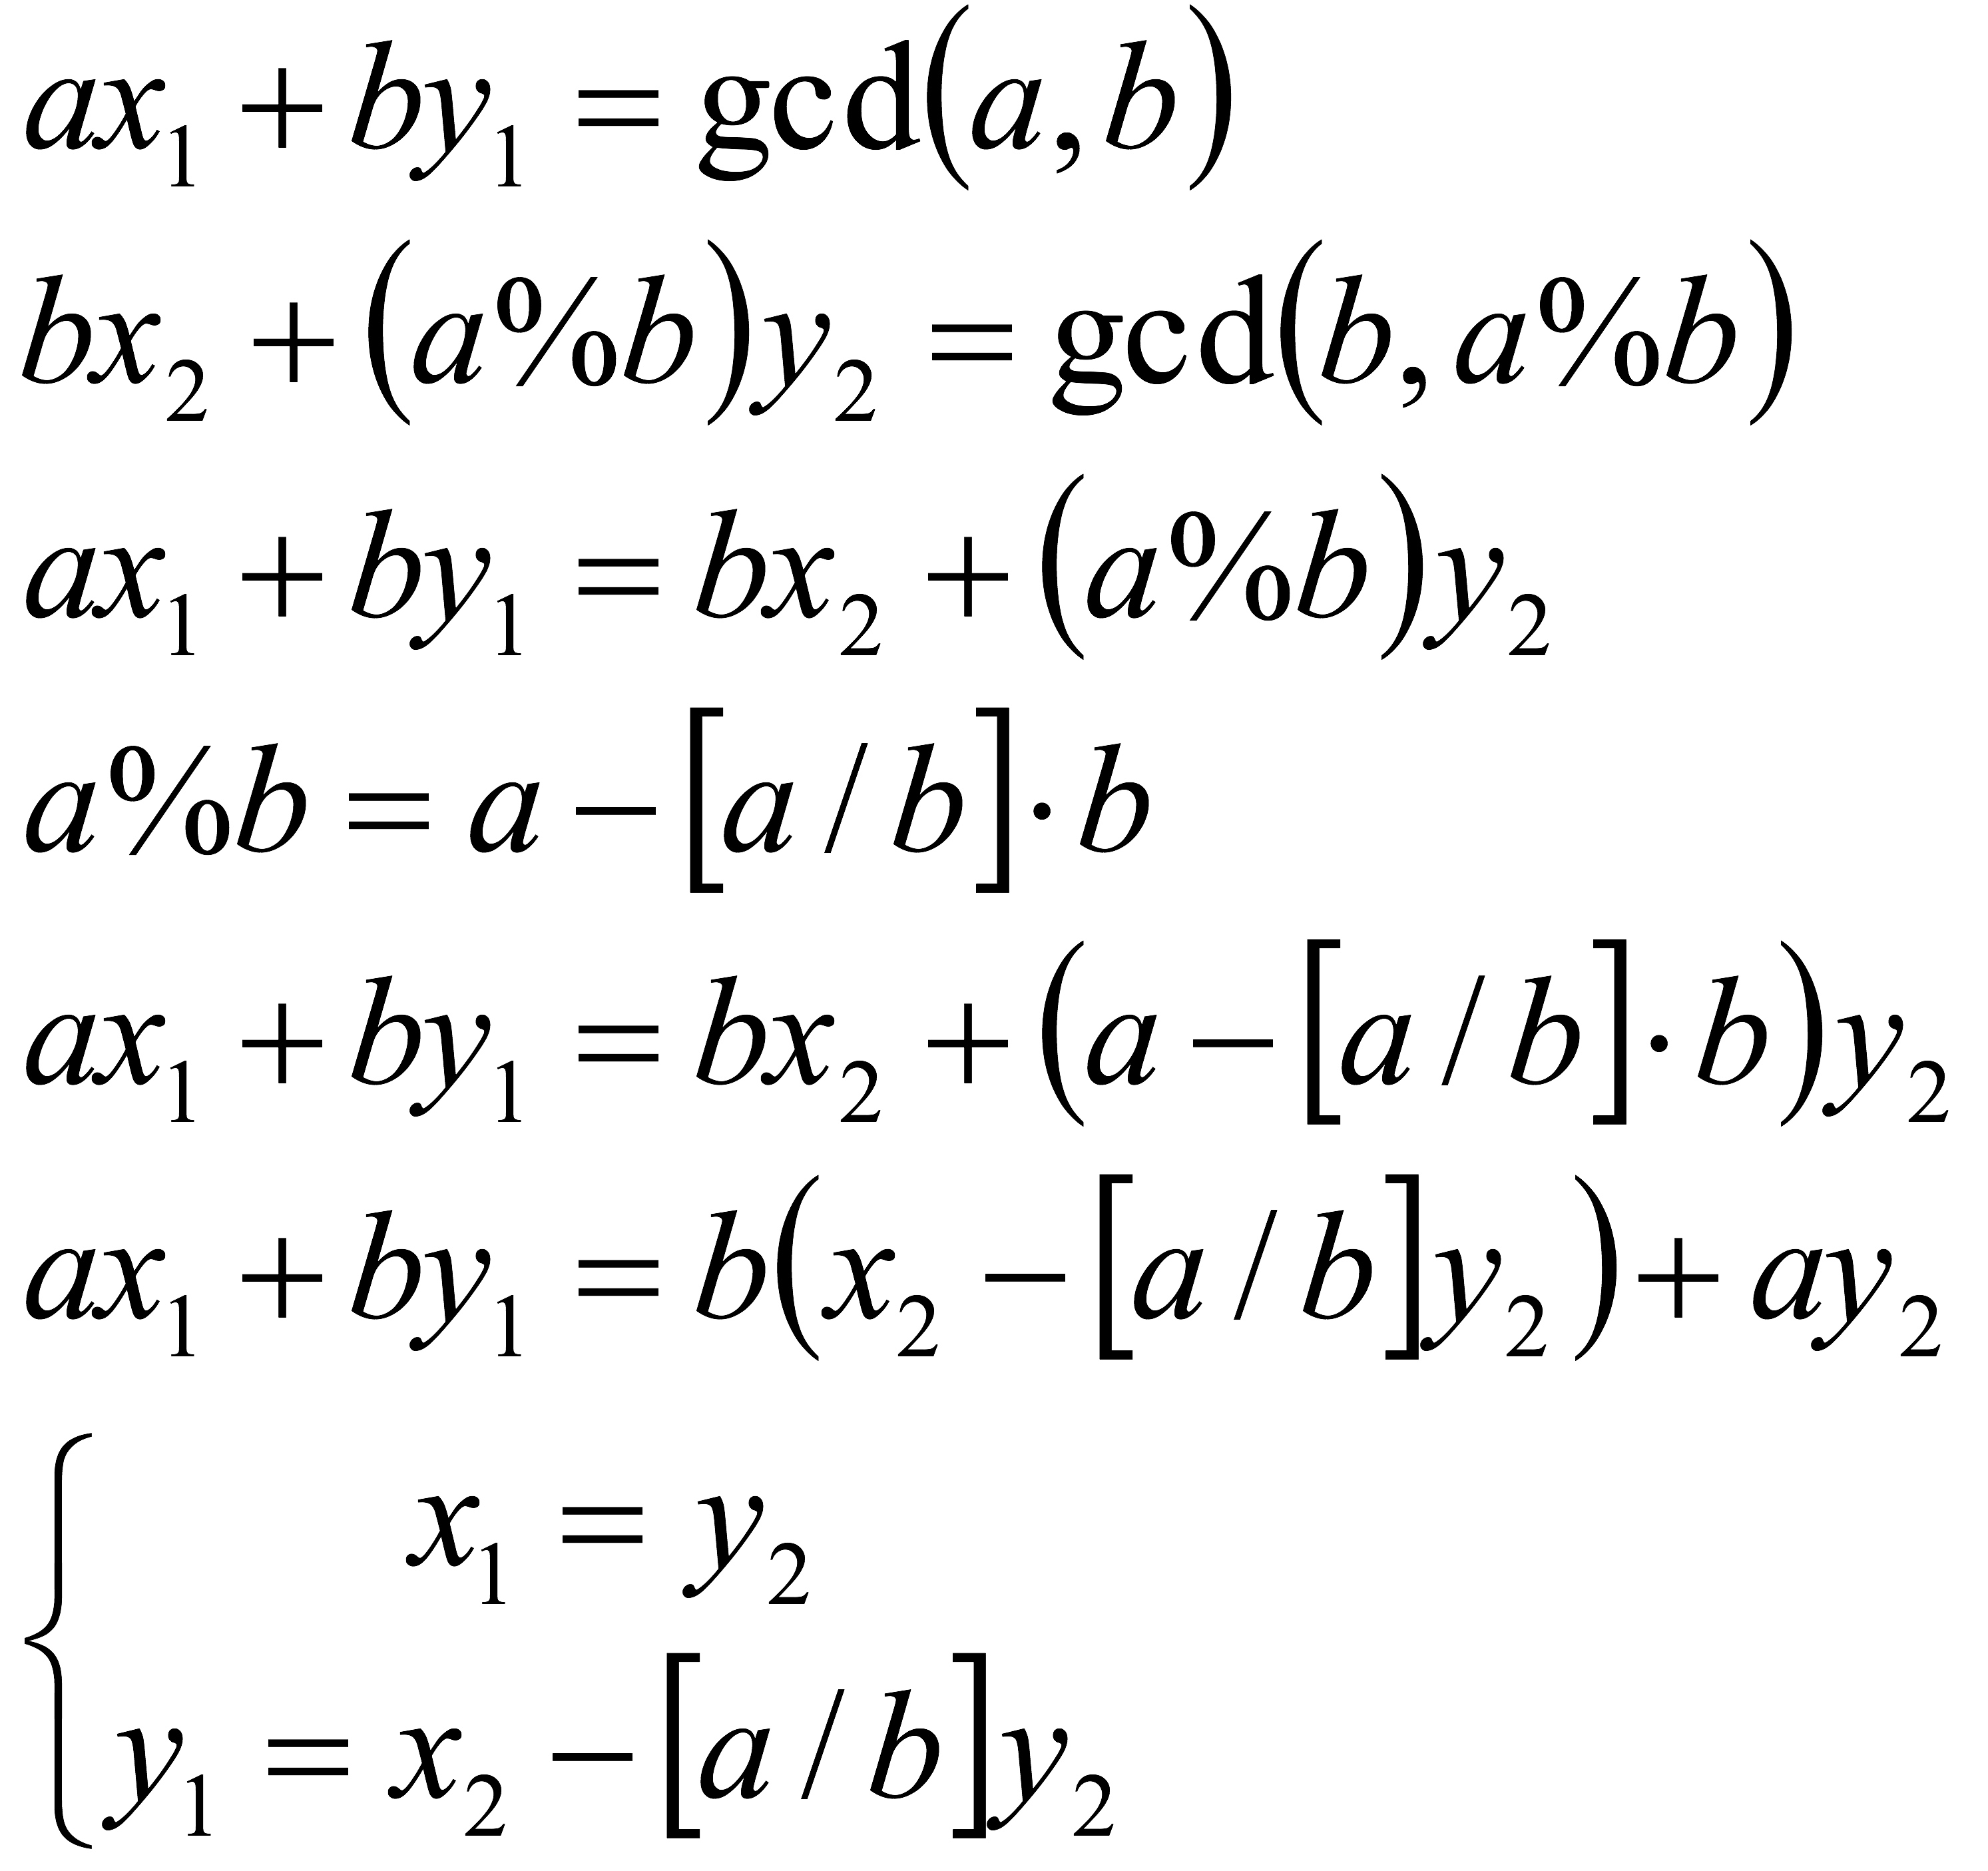 ax₁ + by₁ = gcd(a, b)
bx₂ + (a%b)y₂ = gcd(b, a%b)
ax₁ + by₁ = bx₂ + (a%b)y₂
a%b = a − [a / b]· b
ax₁ + by₁ = bx₂ + (a − [a / b]· b)y₂
ax₁ + by₁ = b(x₂ − [a / b]y₂) + ay₂
{ x₁ = y₂
y₁ = x₂ − [a / b]y₂